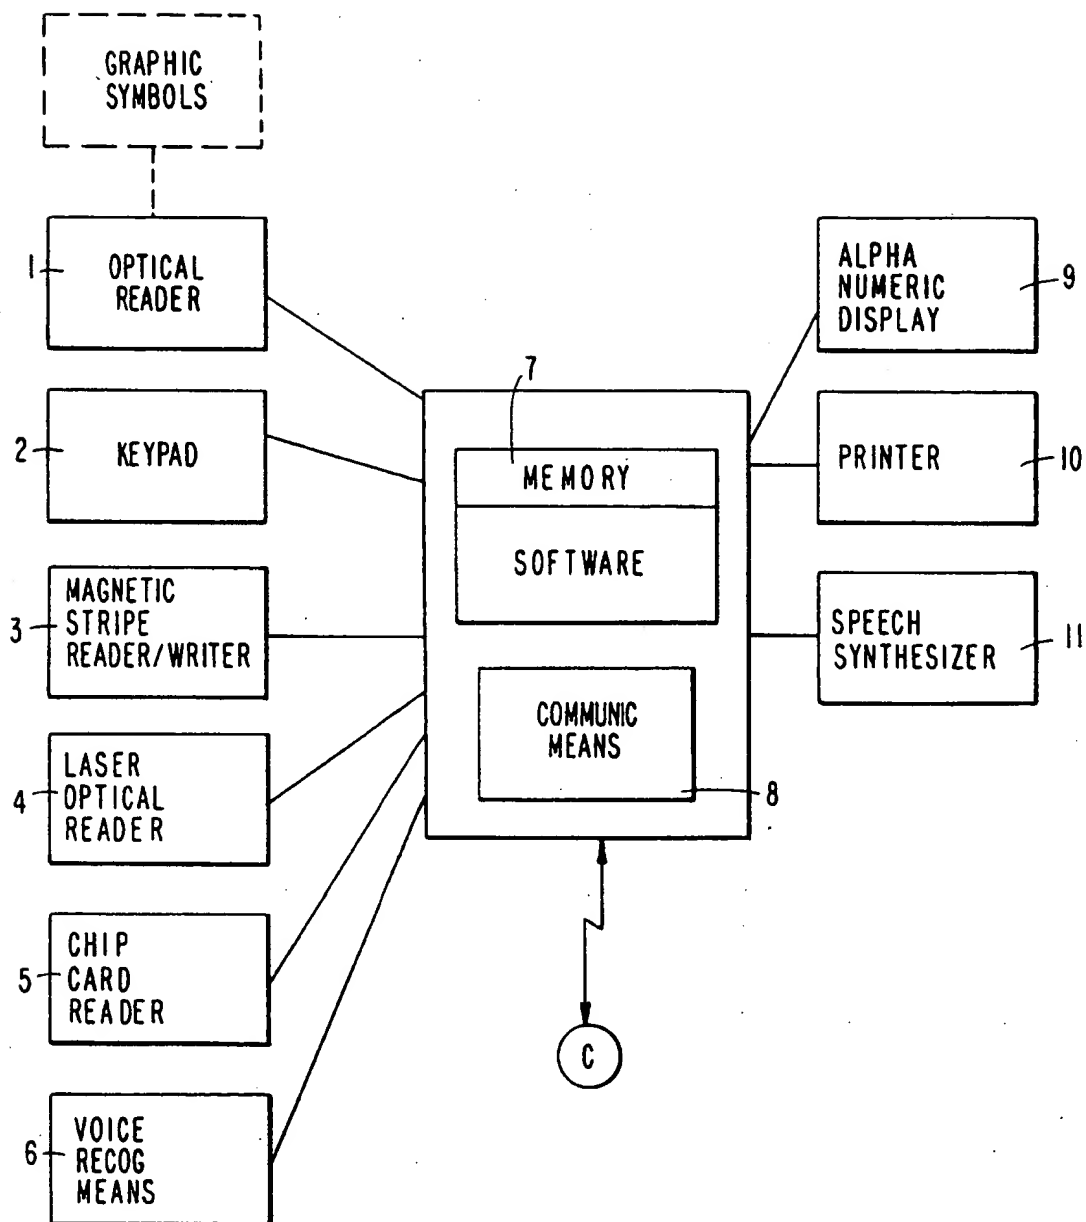 GRAPHIC
SYMBOLS
1
OPTICAL
READER
2
KEYPAD
3
MAGNETIC
STRIPE
READER/WRITER
4
LASER
OPTICAL
READER
5
CHIP
CARD
READER
6
VOICE
RECOG
MEANS
7
MEMORY
SOFTWARE
COMMUNIC
MEANS
8
C
ALPHA
NUMERIC
DISPLAY
9
PRINTER
10
SPEECH
SYNTHESIZER
11